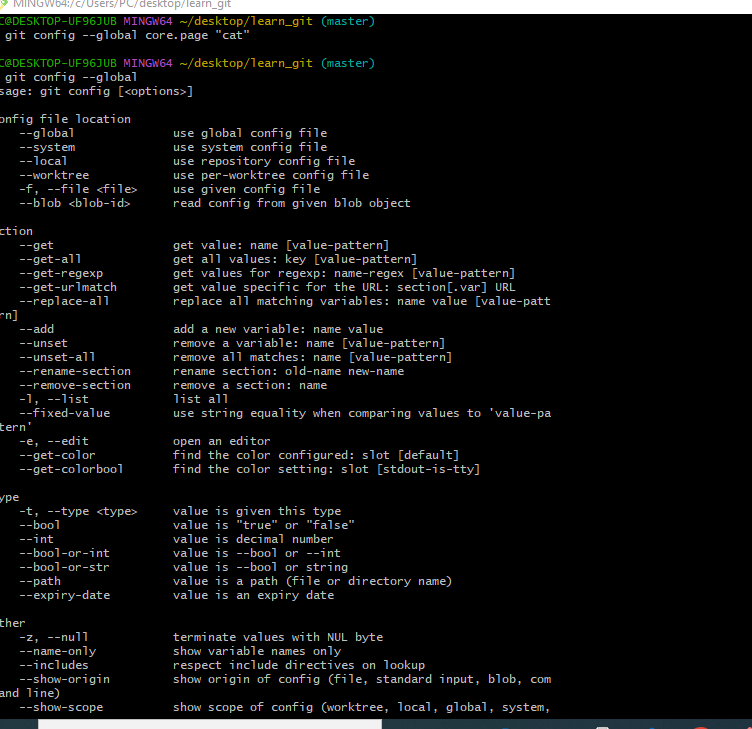 MINGW64:/c/Users/PC/desktop/learn_git
C@DESKTOP-UF96JUB MINGW64 ~/desktop/learn_git (master)
git config --global core.page "cat"
C@DESKTOP-UF96JUB MINGW64 ~/desktop/learn_git (master)
git config --global
sage: git config [<options>]
onfig file location
--global use global config file
--system use system config file
--local use repository config file
--worktree use per-worktree config file
-f, --file <file> use given config file
--blob <blob-id> read config from given blob object
ction
--get get value: name [value-pattern]
--get-all get all values: key [value-pattern]
--get-regexp get values for regexp: name-regex [value-pattern]
--get-urlmatch get value specific for the URL: section[.var] URL
--replace-all replace all matching variables: name value [value-patt
rn]
--add add a new variable: name value
--unset remove a variable: name [value-pattern]
--unset-all remove all matches: name [value-pattern]
--rename-section rename section: old-name new-name
--remove-section remove a section: name
-l, --list list all
--fixed-value use string equality when comparing values to 'value-pa
tern'
-e, --edit open an editor
--get-color find the color configured: slot [default]
--get-colorbool find the color setting: slot [stdout-is-tty]
ype
-t, --type <type> value is given this type
--bool value is "true" or "false"
--int value is decimal number
--bool-or-int value is --bool or --int
--bool-or-str value is --bool or string
--path value is a path (file or directory name)
--expiry-date value is an expiry date
ther
-z, --null terminate values with NUL byte
--name-only show variable names only
--includes respect include directives on lookup
--show-origin show origin of config (file, standard input, blob, com
and line)
--show-scope show scope of config (worktree, local, global, system,